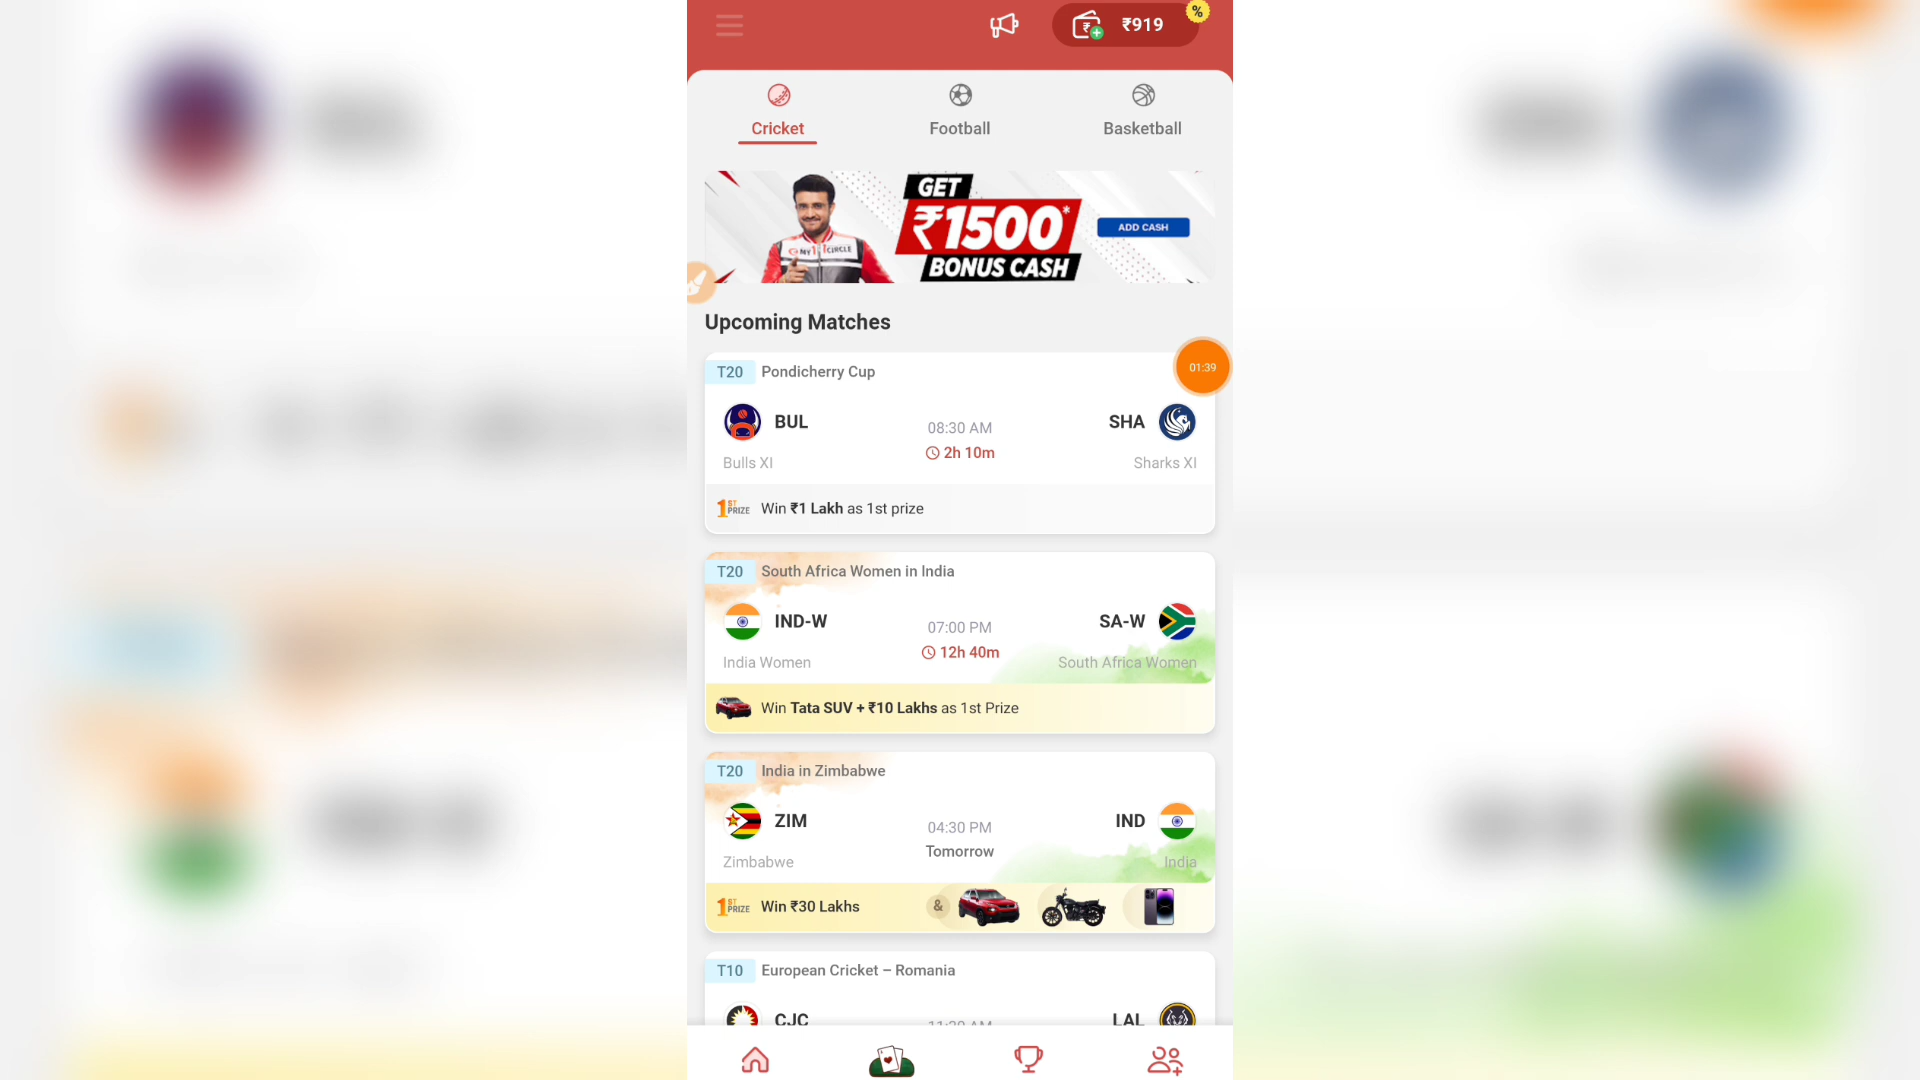 ₹919
%
Cricket
Football
Basketball
GET
₹1500*
BONUS CASH
ADD CASH
MY11CIRCLE
Upcoming Matches
T20 Pondicherry Cup
01:39
BUL
08:30 AM
SHA
2h 10m
Bulls XI
Sharks XI
1ST PRIZE
Win ₹1 Lakh as 1st prize
T20 South Africa Women in India
IND-W
07:00 PM
SA-W
12h 40m
India Women
South Africa Women
Win Tata SUV + ₹10 Lakhs as 1st Prize
T20 India in Zimbabwe
ZIM
04:30 PM
IND
Tomorrow
Zimbabwe
India
1ST PRIZE
Win ₹30 Lakhs
&
T10 European Cricket – Romania
CJC
11:30 AM
LAL